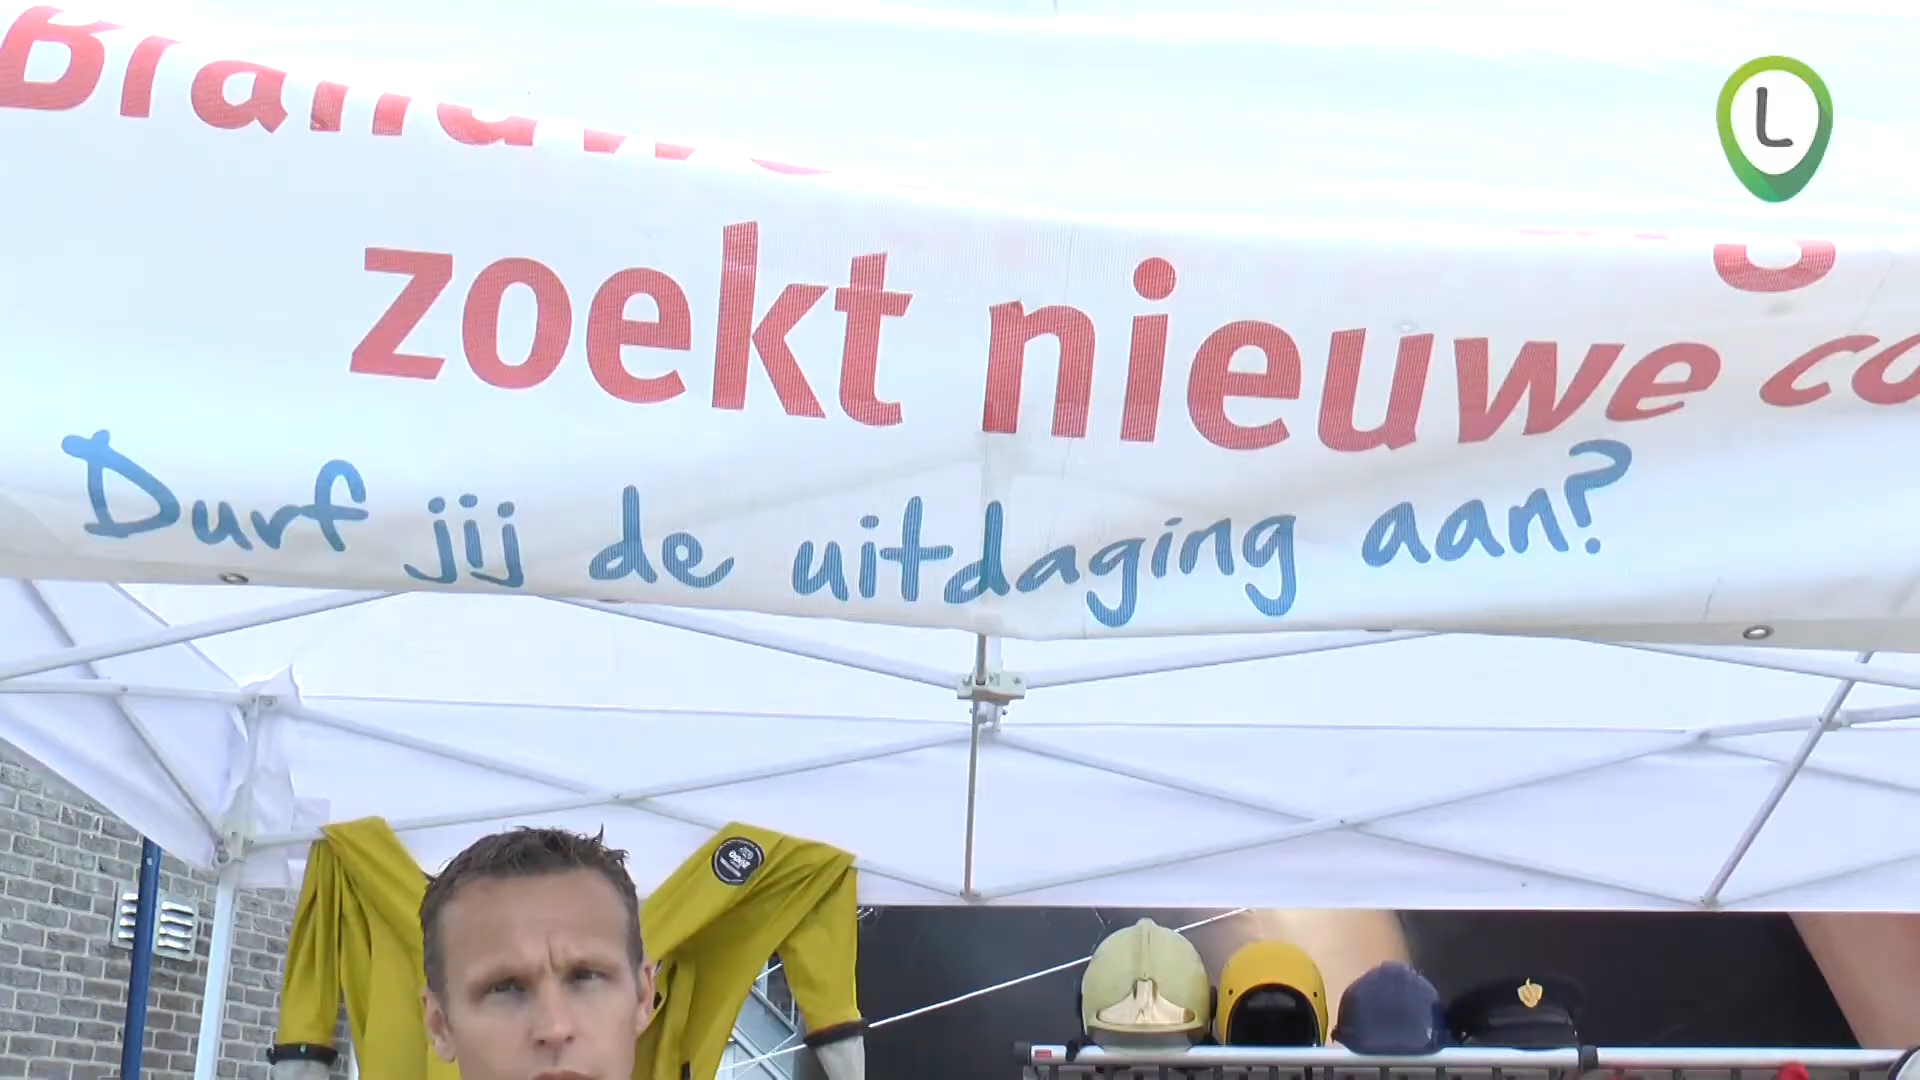 zoekt nieuwe
Durf jij de uitdaging aan?
L